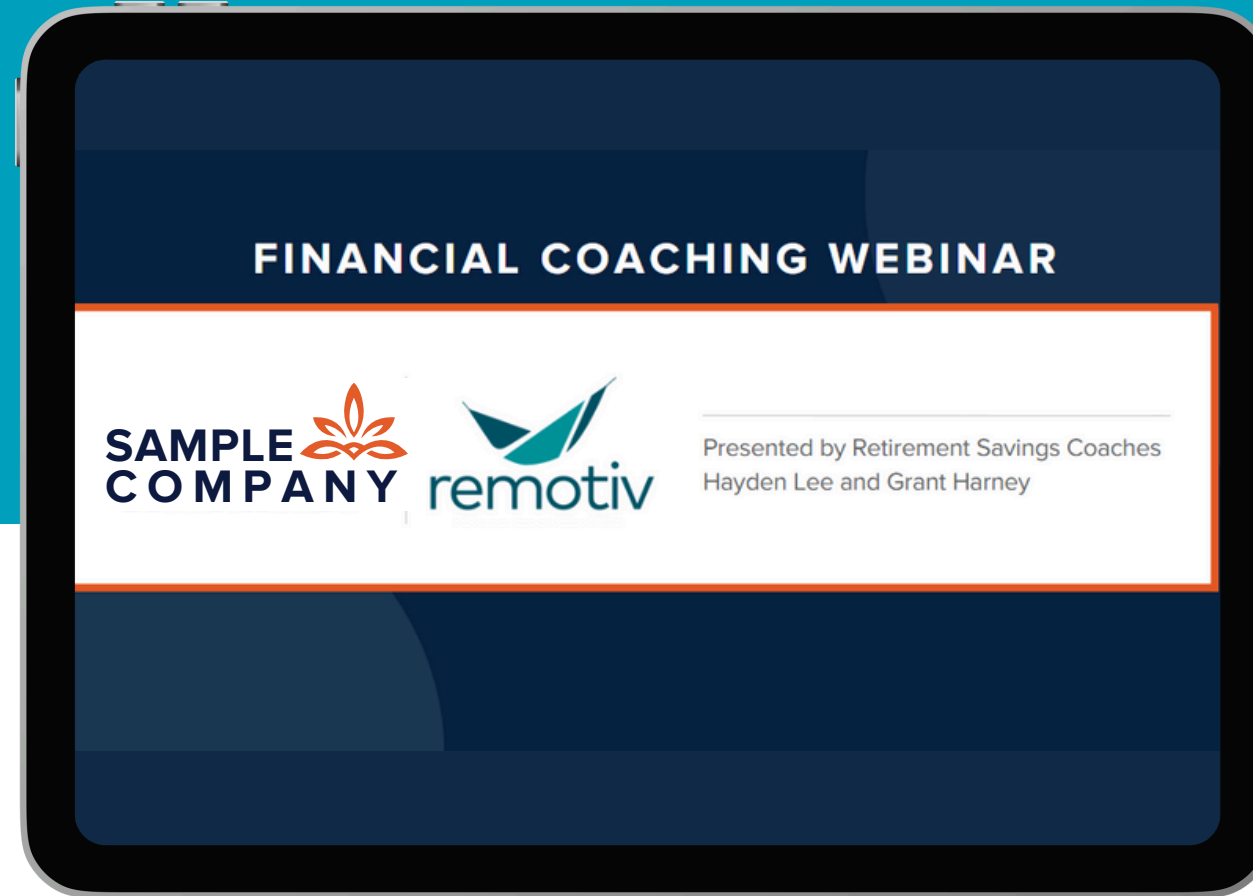 FINANCIAL COACHING WEBINAR
SAMPLE
COMPANY
remotiv
Presented by Retirement Savings Coaches
Hayden Lee and Grant Harney